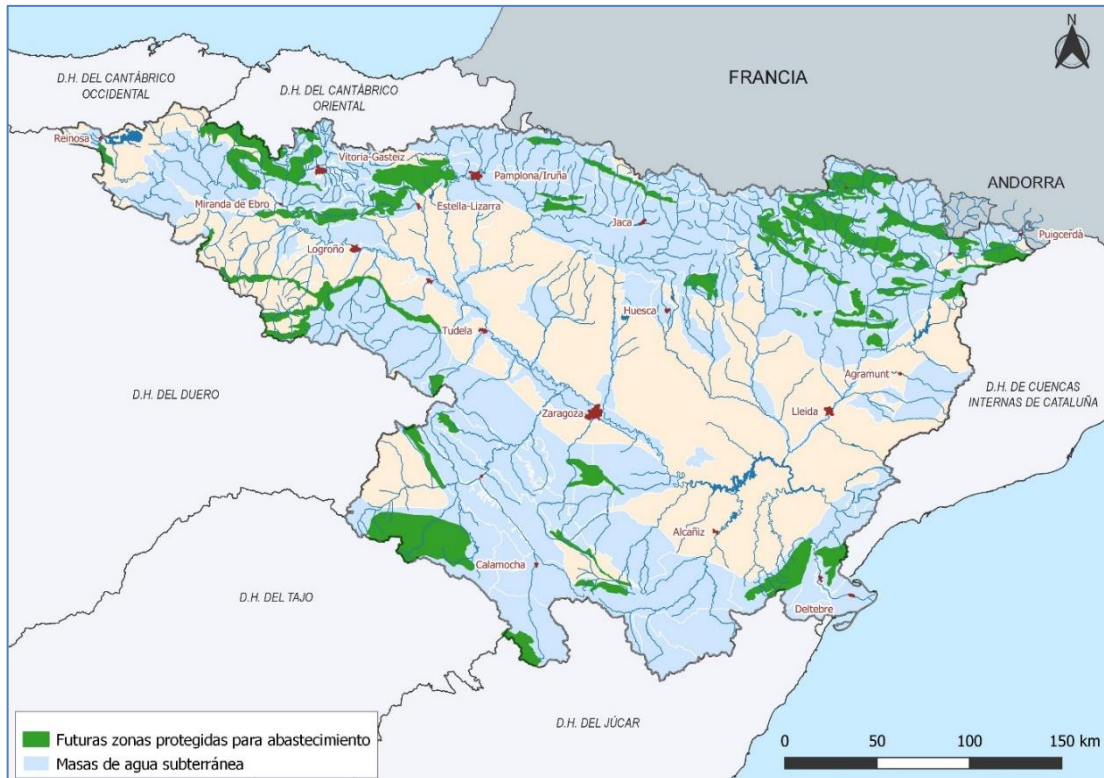 N
D.H. DEL CANTÁBRICO
OCCIDENTAL
D.H. DEL CANTÁBRICO
ORIENTAL
FRANCIA
Reinosa
Vitoria-Gasteiz
Pamplona/Iruña
ANDORRA
Miranda de Ebro
Estella-Lizarra
Jaca
Puigcerdà
Logroño
Huesca
Tudela
Agramunt
D.H. DEL DUERO
Zaragoza
Lleida
D.H. DE CUENCAS
INTERNAS DE CATALUÑA
Alcañiz
Calamocha
D.H. DEL TAJO
Deltebre
D.H. DEL JÚCAR
Futuras zonas protegidas para abastecimiento
Masas de agua subterránea
0 50 100 150 km